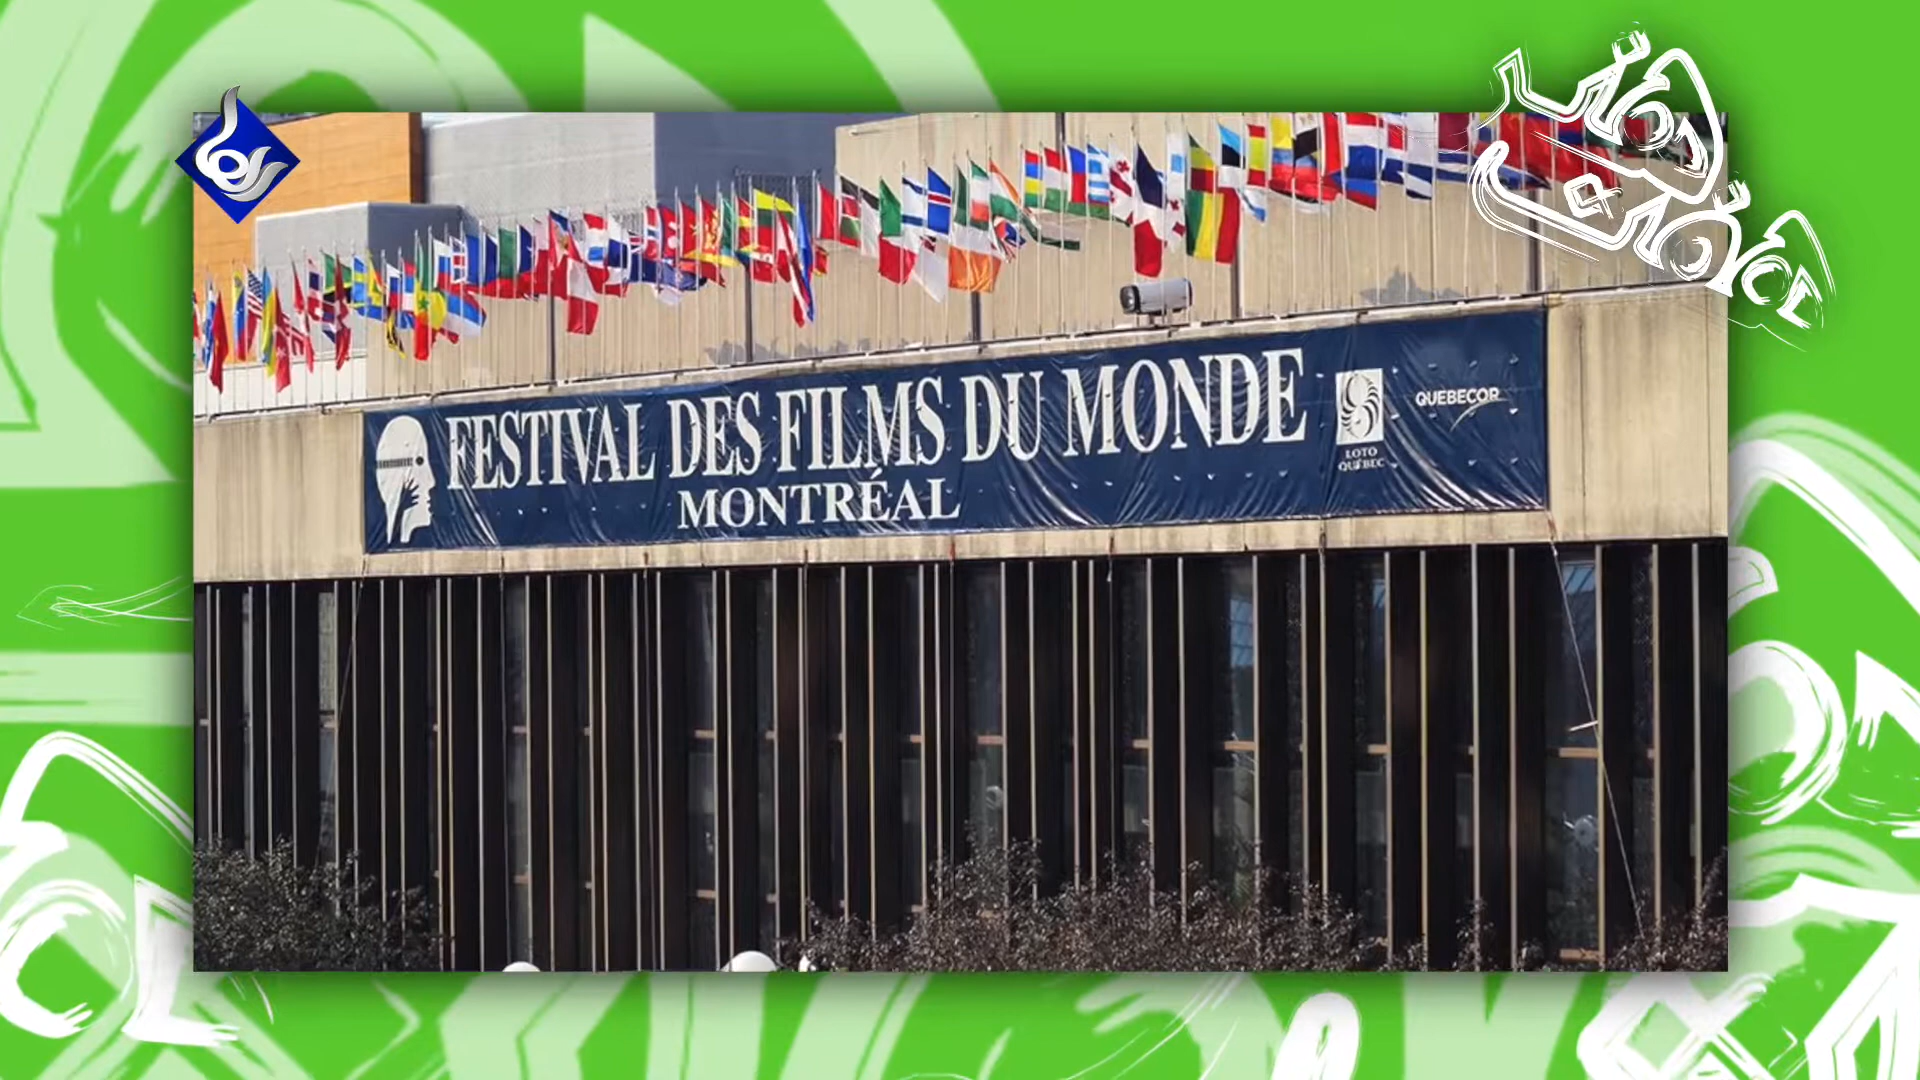 FESTIVAL DES FILMS DU MONDE
MONTRÉAL
LOTO
QUÉBEC
QUEBECOR